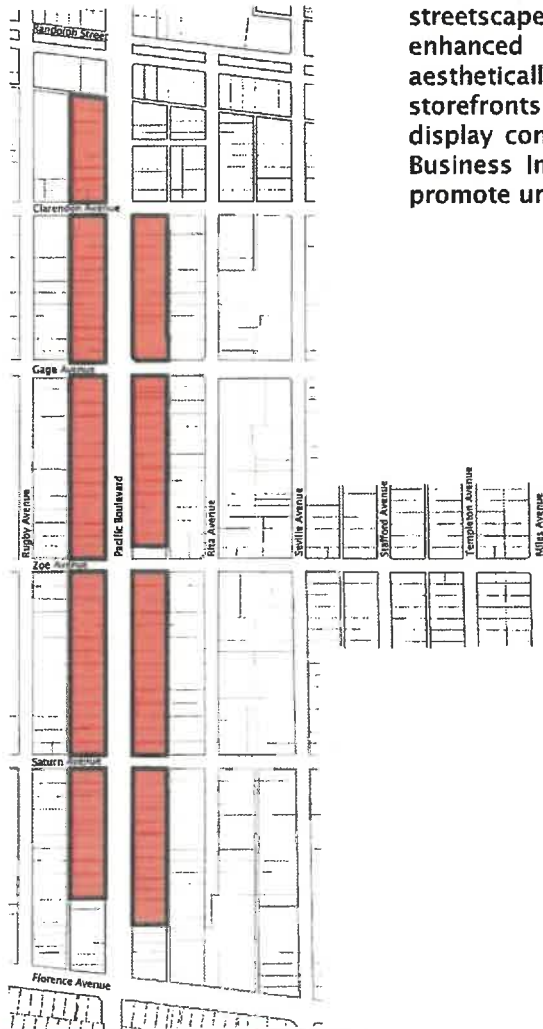 streetscape
enhanced
aesthetically
storefronts
display con
Business In
promote ur
Randolph Street
Clarendon Avenue
Gage Avenue
Rugby Avenue
Pacific Boulevard
Rita Avenue
Seville Avenue
Stafford Avenue
Templeton Avenue
Miles Avenue
Zoe Avenue
Saturn Avenue
Florence Avenue